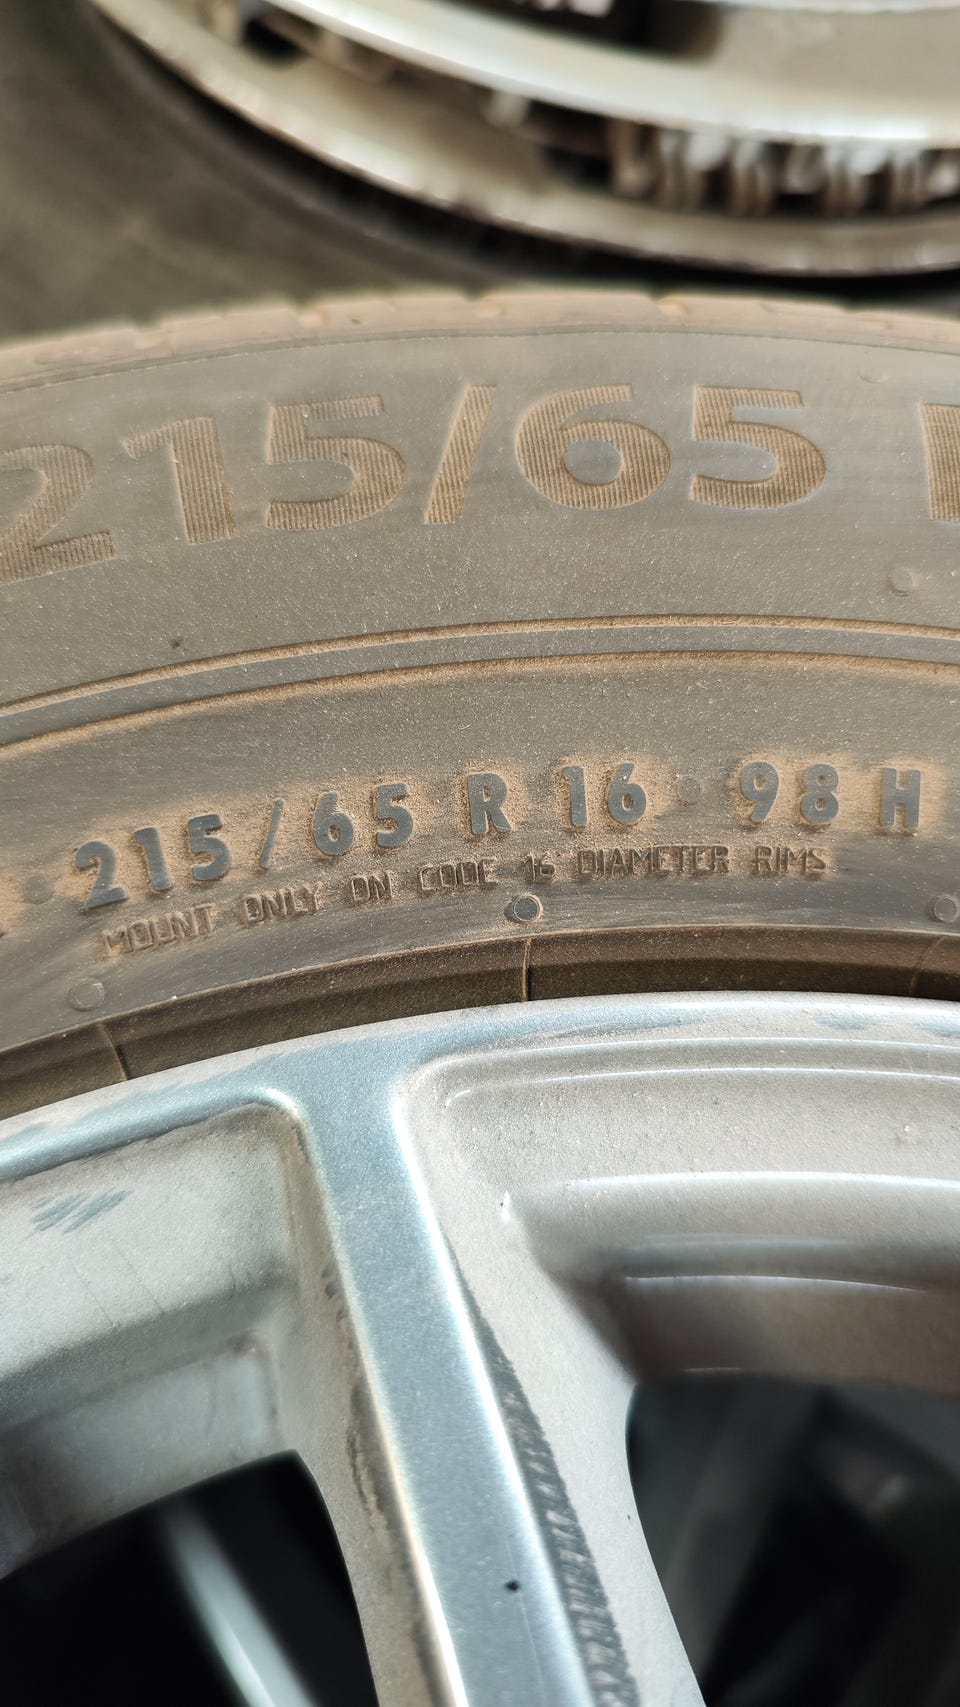 215/65
215/65 R 16 • 98 H
MOUNT ONLY ON CODE 16 DIAMETER RIMS